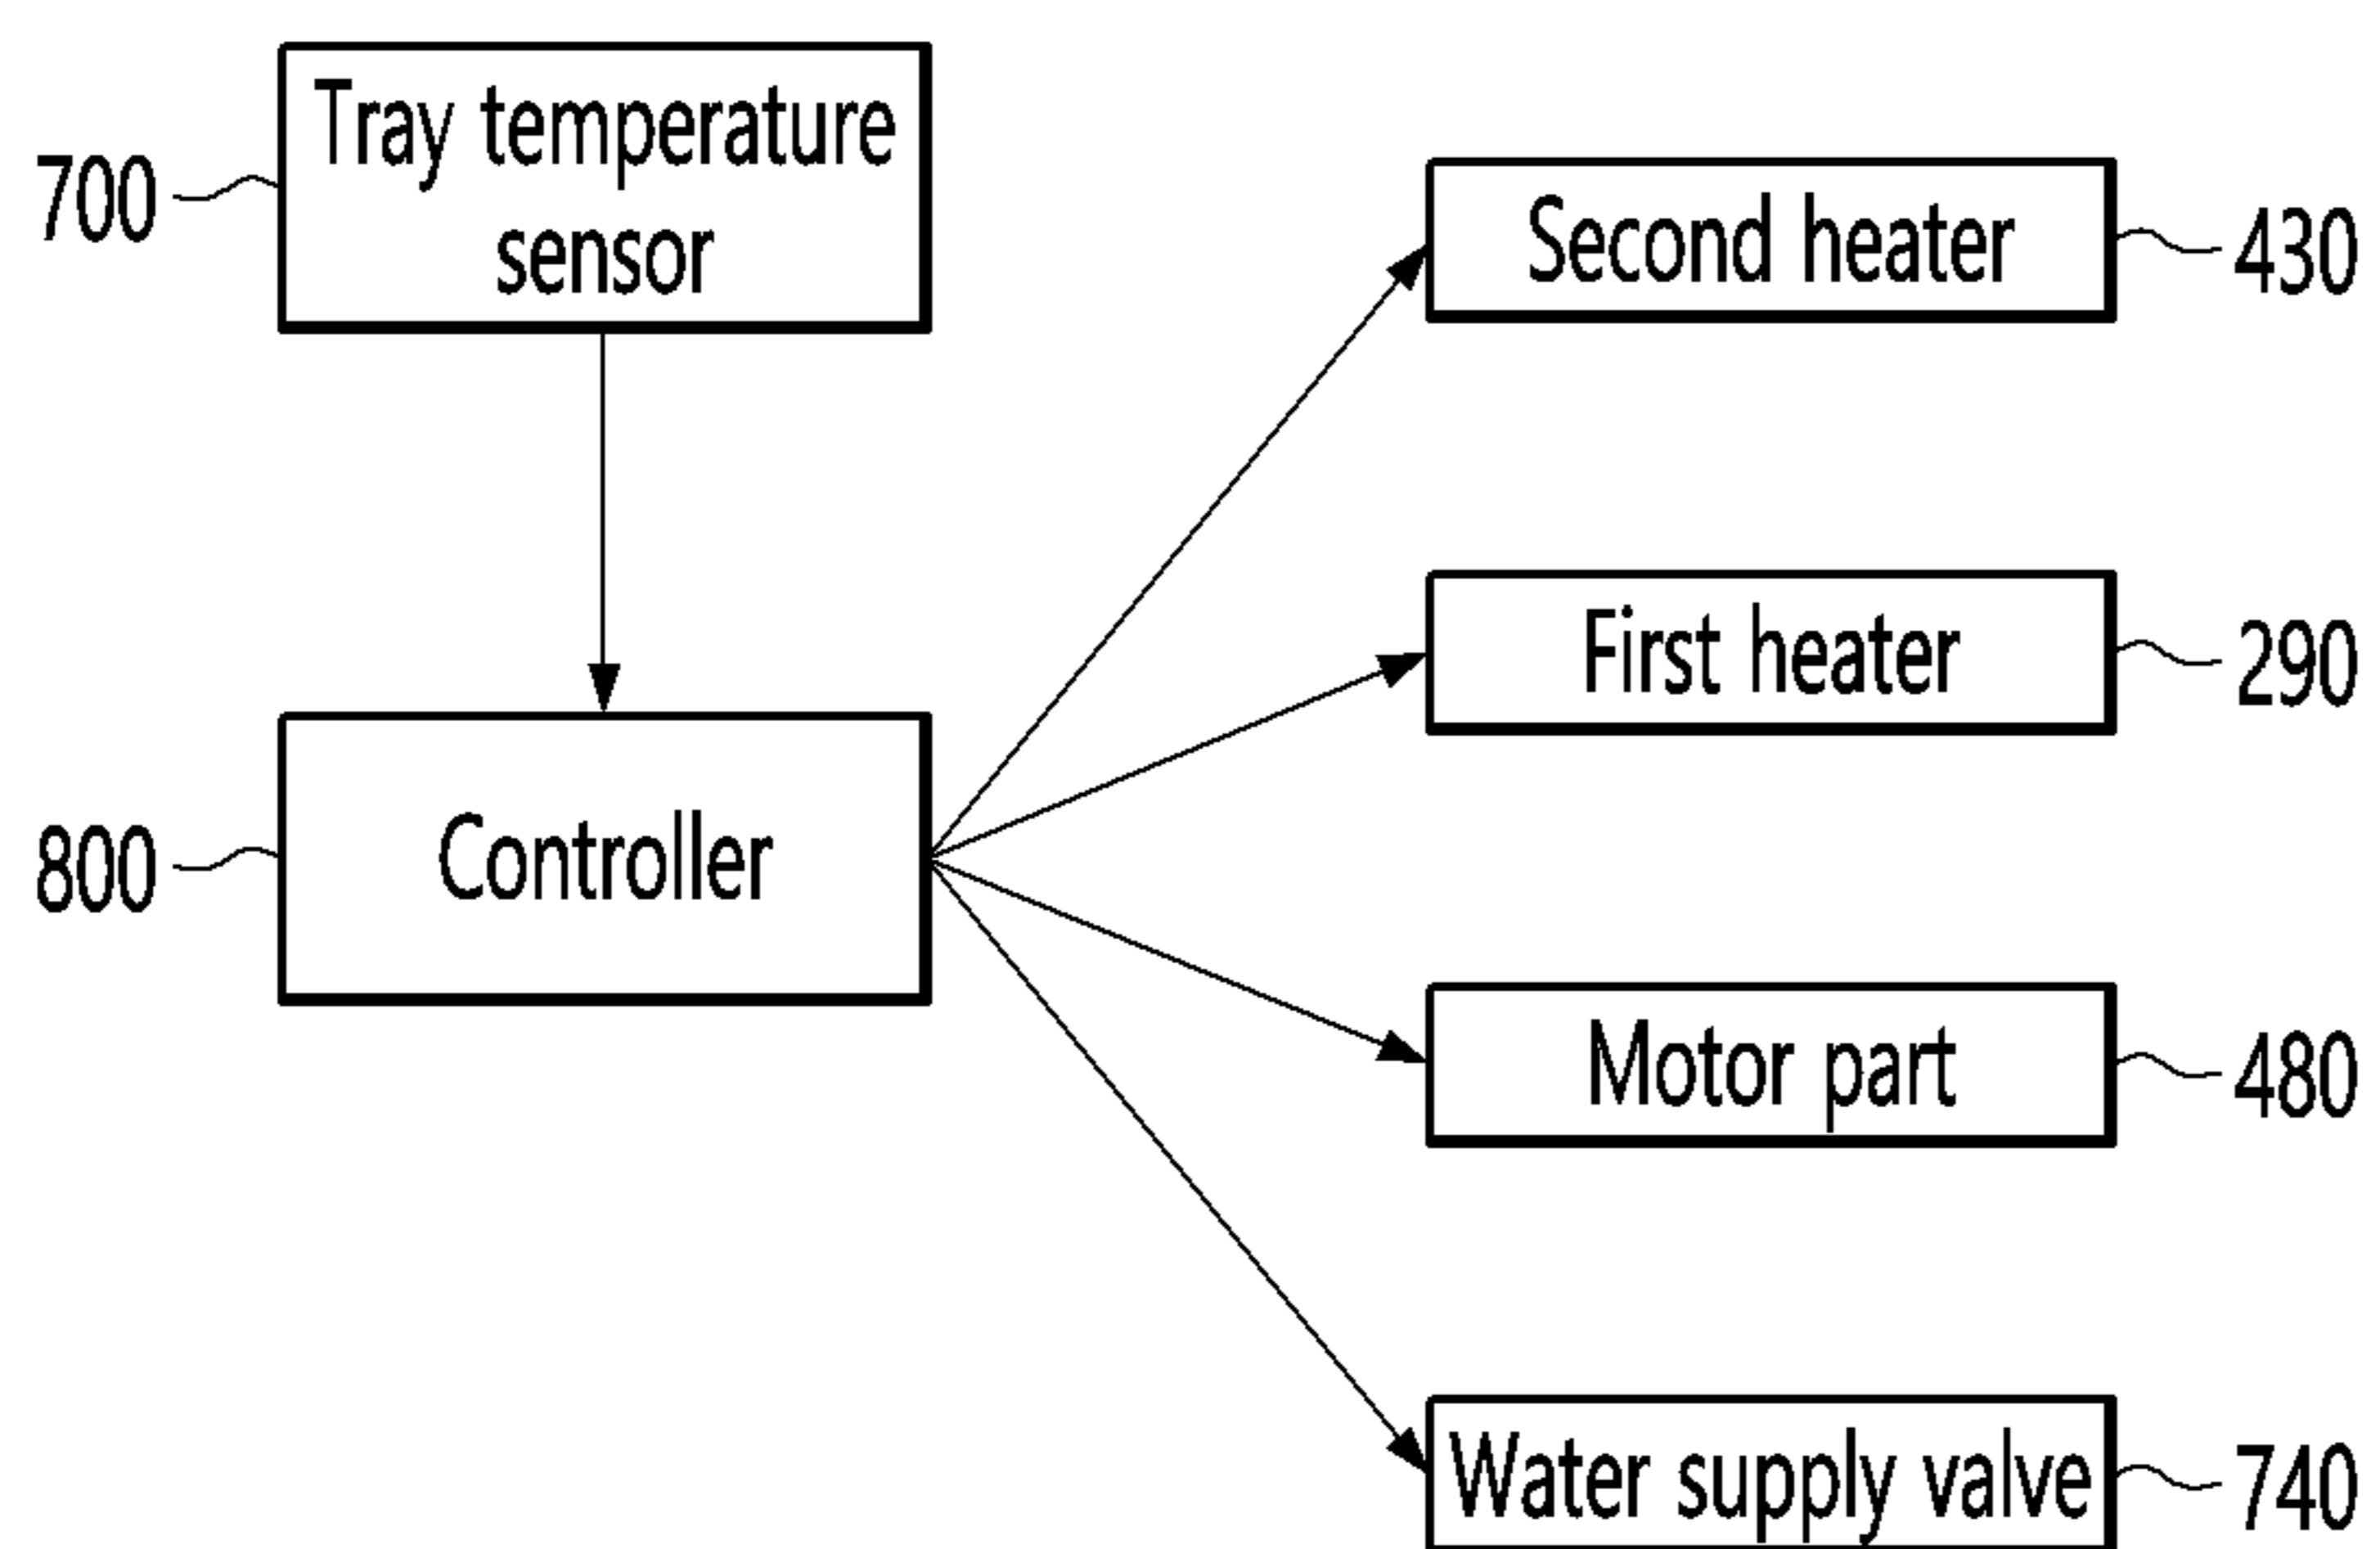 700
Tray temperature
sensor
Second heater
430
First heater
290
800
Controller
Motor part
480
Water supply valve
740